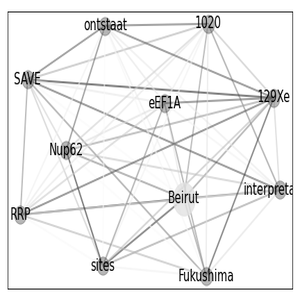 ontstaat
1020
SAVE
eEF1A
129Xe
Nup62
Beirut
interpreta
RRP
sites
Fukushima